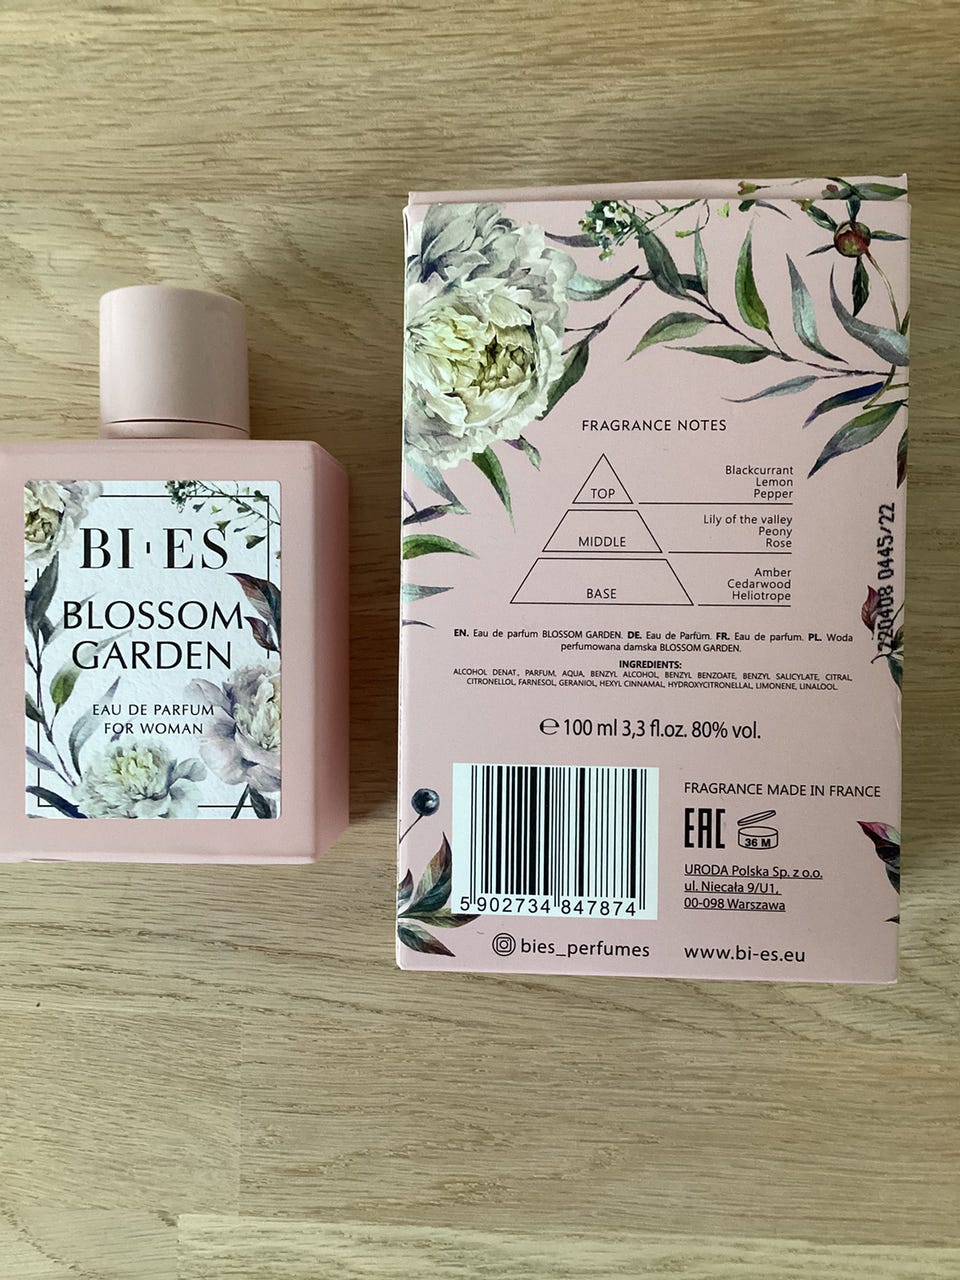 BI·ES
BLOSSOM
GARDEN
EAU DE PARFUM
FOR WOMAN
FRAGRANCE NOTES
TOP
Blackcurrant
Lemon
Pepper
MIDDLE
Lily of the valley
Peony
Rose
BASE
Amber
Cedarwood
Heliotrope
220408 0445/22
EN. Eau de parfum BLOSSOM GARDEN. DE. Eau de Parfüm. FR. Eau de parfum. PL. Woda
perfumowana damska BLOSSOM GARDEN.
INGREDIENTS:
ALCOHOL DENAT., PARFUM, AQUA, BENZYL ALCOHOL, BENZYL BENZOATE, BENZYL SALICYLATE, CITRAL,
CITRONELLOL, FARNESOL, GERANIOL, HEXYL CINNAMAL, HYDROXYCITRONELLAL, LIMONENE, LINALOOL.
℮ 100 ml 3,3 fl.oz. 80% vol.
5 902734 847874
FRAGRANCE MADE IN FRANCE
EAC 36 M
URODA Polska Sp. z o.o.
ul. Niecała 9/U1,
00-098 Warszawa
bies_perfumes
www.bi-es.eu